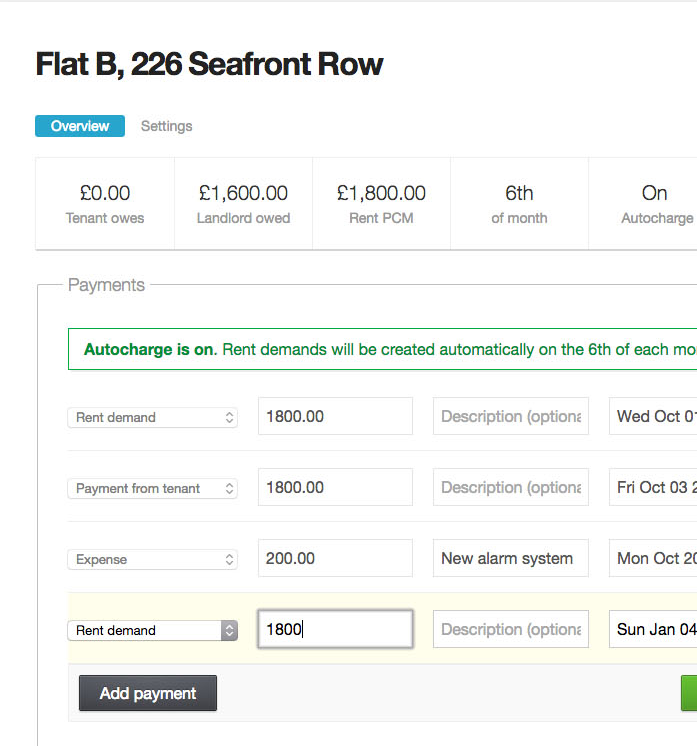 Flat B, 226 Seafront Row
Overview Settings
£0.00 £1,600.00 £1,800.00 6th On
Tenant owes Landlord owed Rent PCM of month Autocharge
Payments
Autocharge is on. Rent demands will be created automatically on the 6th of each mo
Rent demand 1800.00 Description (optiona Wed Oct 0
Payment from tenant 1800.00 Description (optiona Fri Oct 03 2
Expense 200.00 New alarm system Mon Oct 20
Rent demand 1800 Description (optiona Sun Jan 04
Add payment